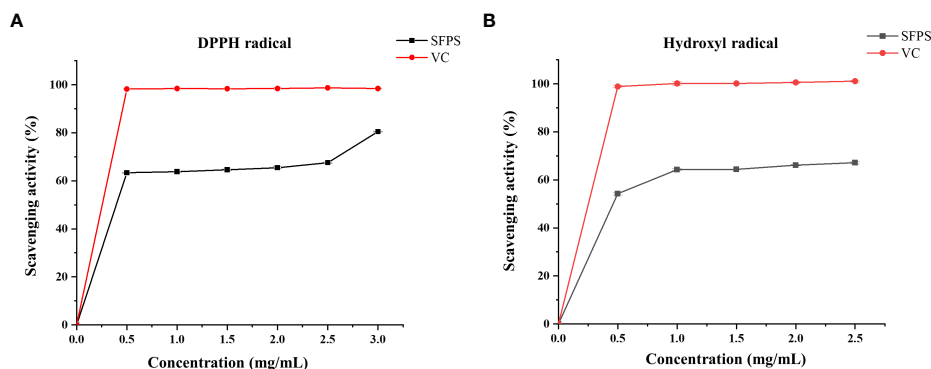 A
DPPH radical
SFPS
VC
Scavenging activity (%)
100
80
60
40
20
0
0.0 0.5 1.0 1.5 2.0 2.5 3.0
Concentration (mg/mL)
B
Hydroxyl radical
SFPS
VC
Scavenging activity (%)
100
80
60
40
20
0
0.0 0.5 1.0 1.5 2.0 2.5
Concentration (mg/mL)